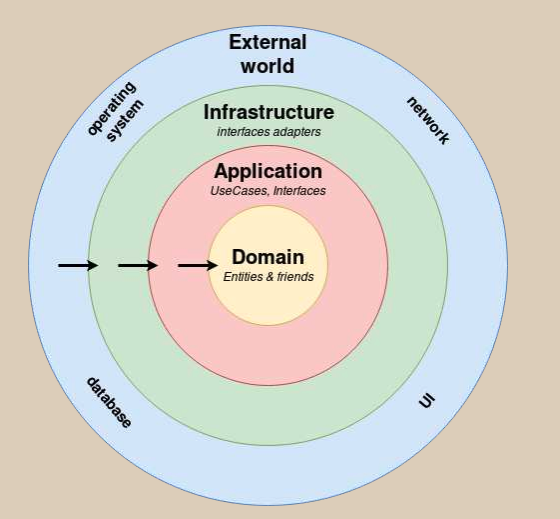 External
world
operating
system
network
Infrastructure
interfaces adapters
Application
UseCases, Interfaces
Domain
Entities & friends
database
UI